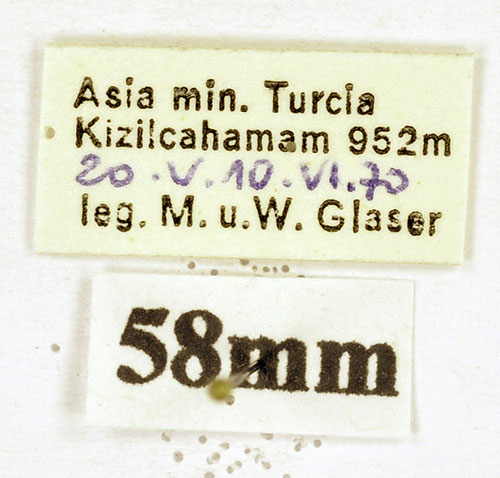 Asia min. Turcia
Kizilcahamam 952m
20.V.10.VI.70
leg. M. u. W. Glaser
58mm